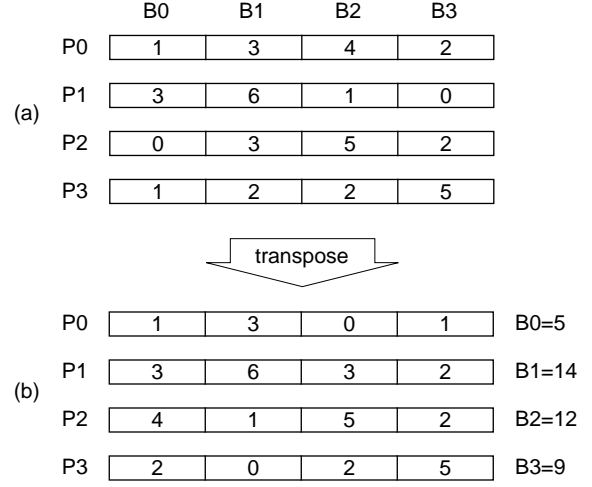 B0 B1 B2 B3
P0 1 3 4 2
P1 3 6 1 0
(a)
P2 0 3 5 2
P3 1 2 2 5
transpose
P0 1 3 0 1 B0=5
P1 3 6 3 2 B1=14
(b)
P2 4 1 5 2 B2=12
P3 2 0 2 5 B3=9